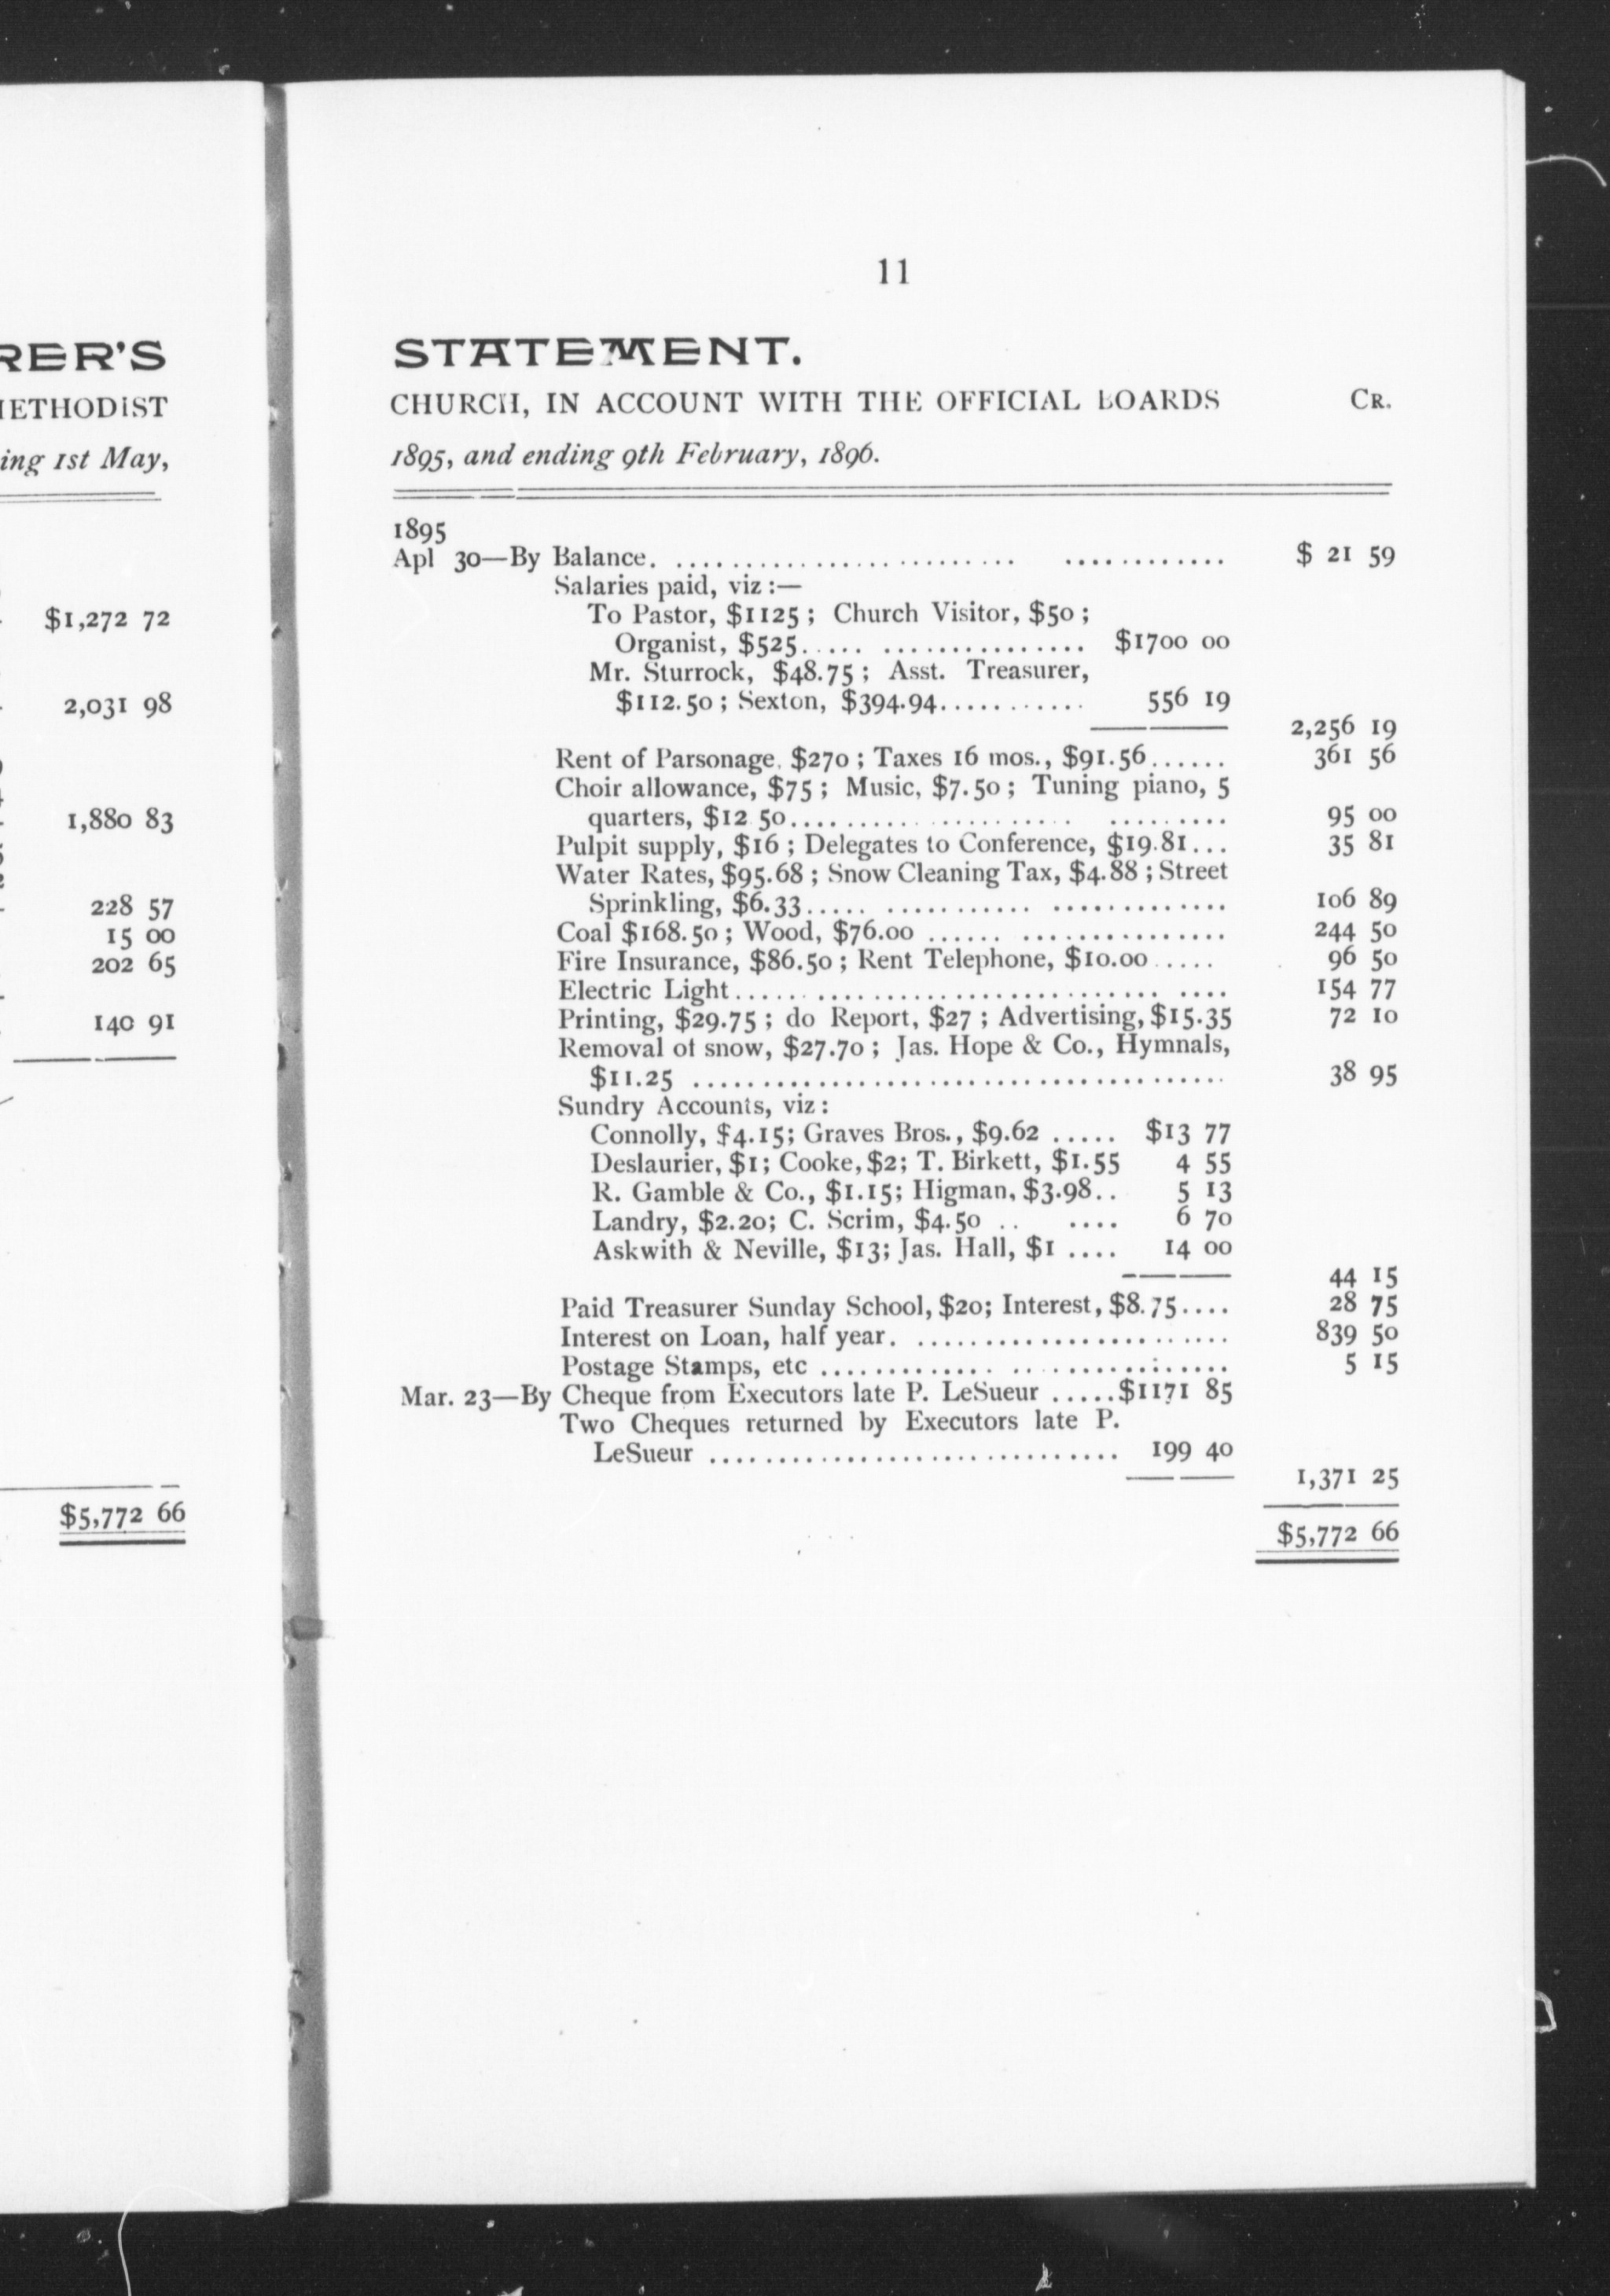 RER'S
METHODIST
ing 1st May,
$1,272 72
2,031 98
1,880 83
228 57
15 00
202 65
140 91
$5,772 66
11
STATEMENT.
CHURCH, IN ACCOUNT WITH THE OFFICIAL BOARDS CR.
1895, and ending 9th February, 1896.
1895
Apl 30—By Balance. .......................... ............ $ 21 59
Salaries paid, viz :—
To Pastor, $1125 ; Church Visitor, $50 ;
Organist, $525..... ............... $1700 00
Mr. Sturrock, $48.75 ; Asst. Treasurer,
$112.50 ; Sexton, $394.94........... 556 19
2,256 19
Rent of Parsonage, $270 ; Taxes 16 mos., $91.56...... 361 56
Choir allowance, $75 ; Music, $7.50 ; Tuning piano, 5
quarters, $12 50..................... ......... 95 00
Pulpit supply, $16 ; Delegates to Conference, $19.81... 35 81
Water Rates, $95.68 ; Snow Cleaning Tax, $4.88 ; Street
Sprinkling, $6.33..... ........... ............. 106 89
Coal $168.50 ; Wood, $76.00 ...... ............... 244 50
Fire Insurance, $86.50 ; Rent Telephone, $10.00 ..... 96 50
Electric Light...... ......................... .... 154 77
Printing, $29.75 ; do Report, $27 ; Advertising, $15.35 72 10
Removal of snow, $27.70 ; Jas. Hope & Co., Hymnals,
$11.25 ....................................... 38 95
Sundry Accounts, viz :
Connolly, $4.15; Graves Bros., $9.62 ..... $13 77
Deslaurier, $1; Cooke, $2; T. Birkett, $1.55 4 55
R. Gamble & Co., $1.15; Higman, $3.98.. 5 13
Landry, $2.20; C. Scrim, $4.50 .. .... 6 70
Askwith & Neville, $13; Jas. Hall, $1 .... 14 00
44 15
Paid Treasurer Sunday School, $20; Interest, $8.75.... 28 75
Interest on Loan, half year. ....................... 839 50
Postage Stamps, etc ............. ................ 5 15
Mar. 23—By Cheque from Executors late P. LeSueur .....$1171 85
Two Cheques returned by Executors late P.
LeSueur .............................. 199 40
1,371 25
$5,772 66